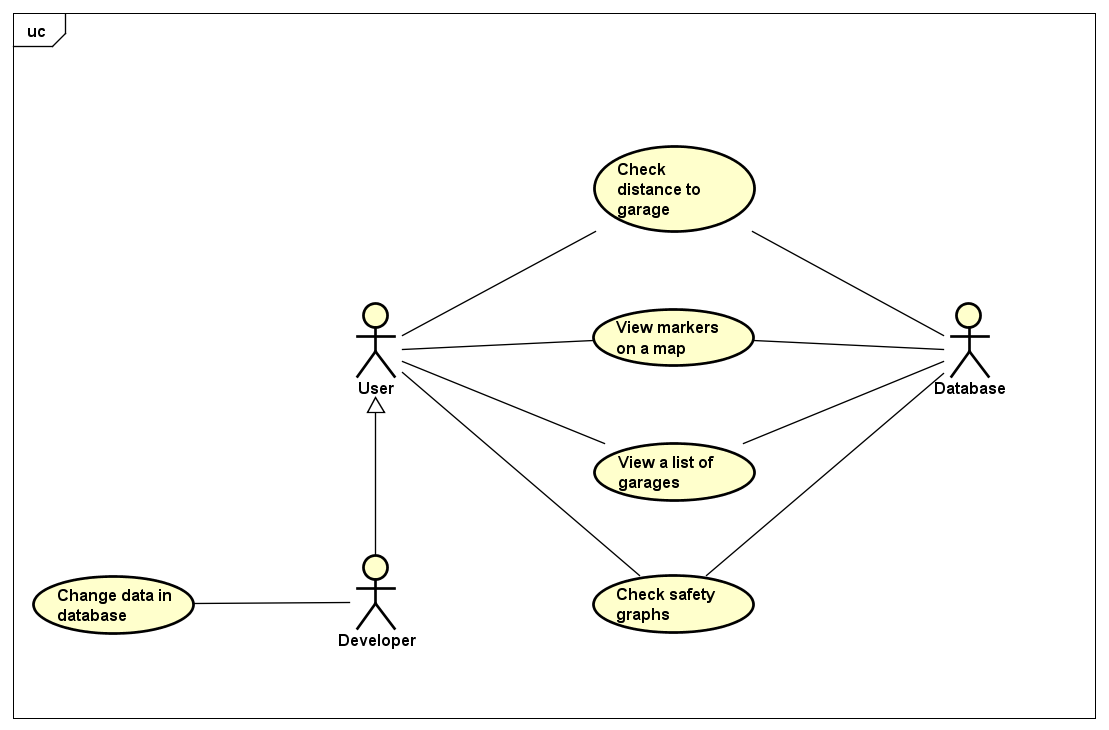 uc
Check
distance to
garage
View markers
on a map
User
Database
View a list of
garages
Change data in
database
Developer
Check safety
graphs